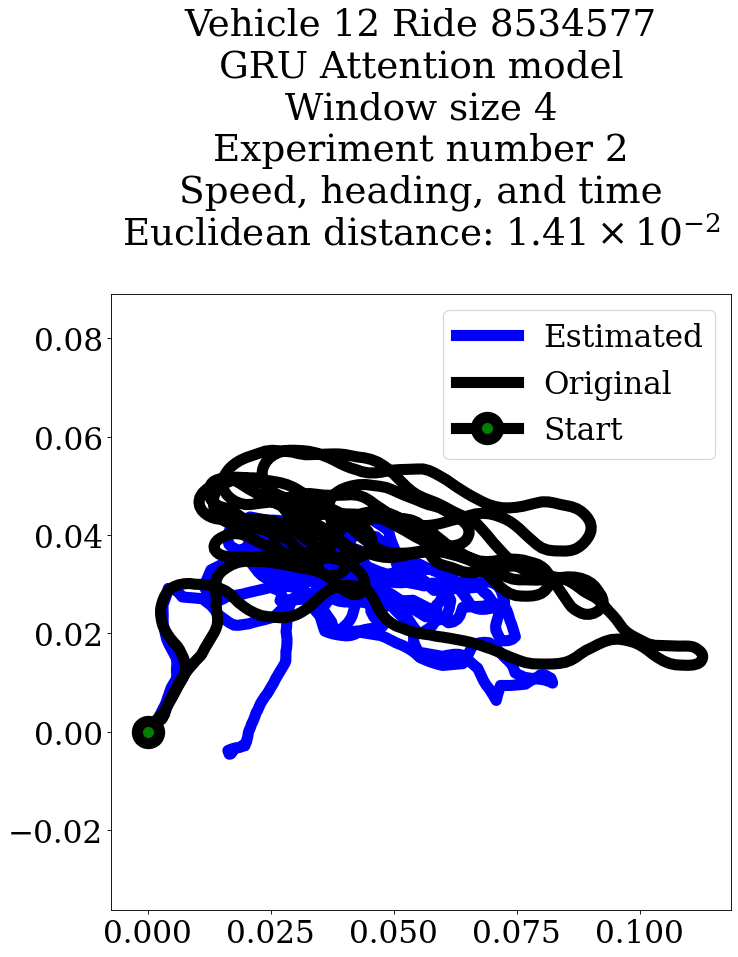 Vehicle 12 Ride 8534577
GRU Attention model
Window size 4
Experiment number 2
Speed, heading, and time
Euclidean distance: 1.41 × 10⁻²
Estimated
Original
Start
0.08
0.06
0.04
0.02
0.00
−0.02
0.000 0.025 0.050 0.075 0.100